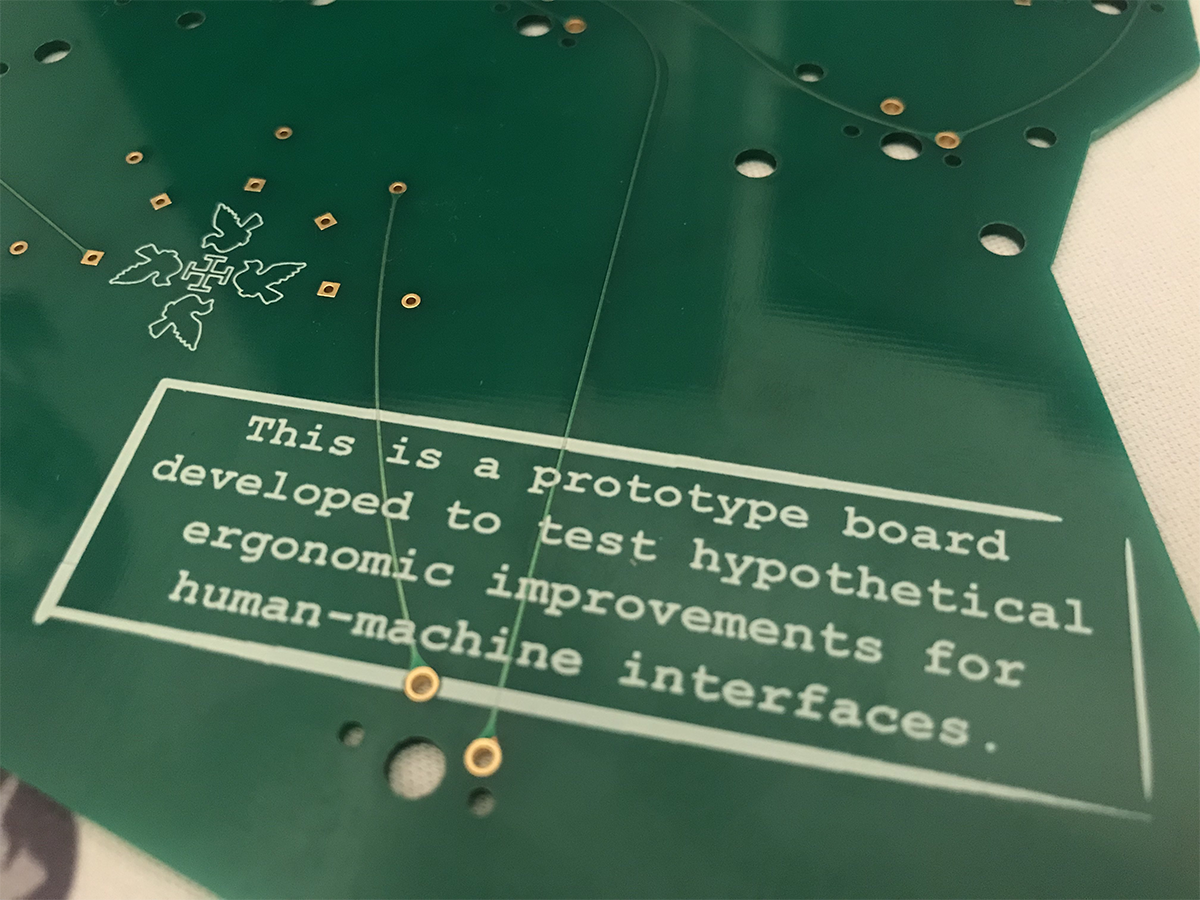 This is a prototype board
developed to test hypothetical
ergonomic improvements for
human-machine interfaces.